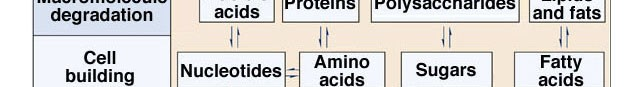 Macromolecule
degradation
acids
Proteins
Polysaccharides
Lipids
and fats
Cell
building
Nucleotides
Amino
acids
Sugars
Fatty
acids